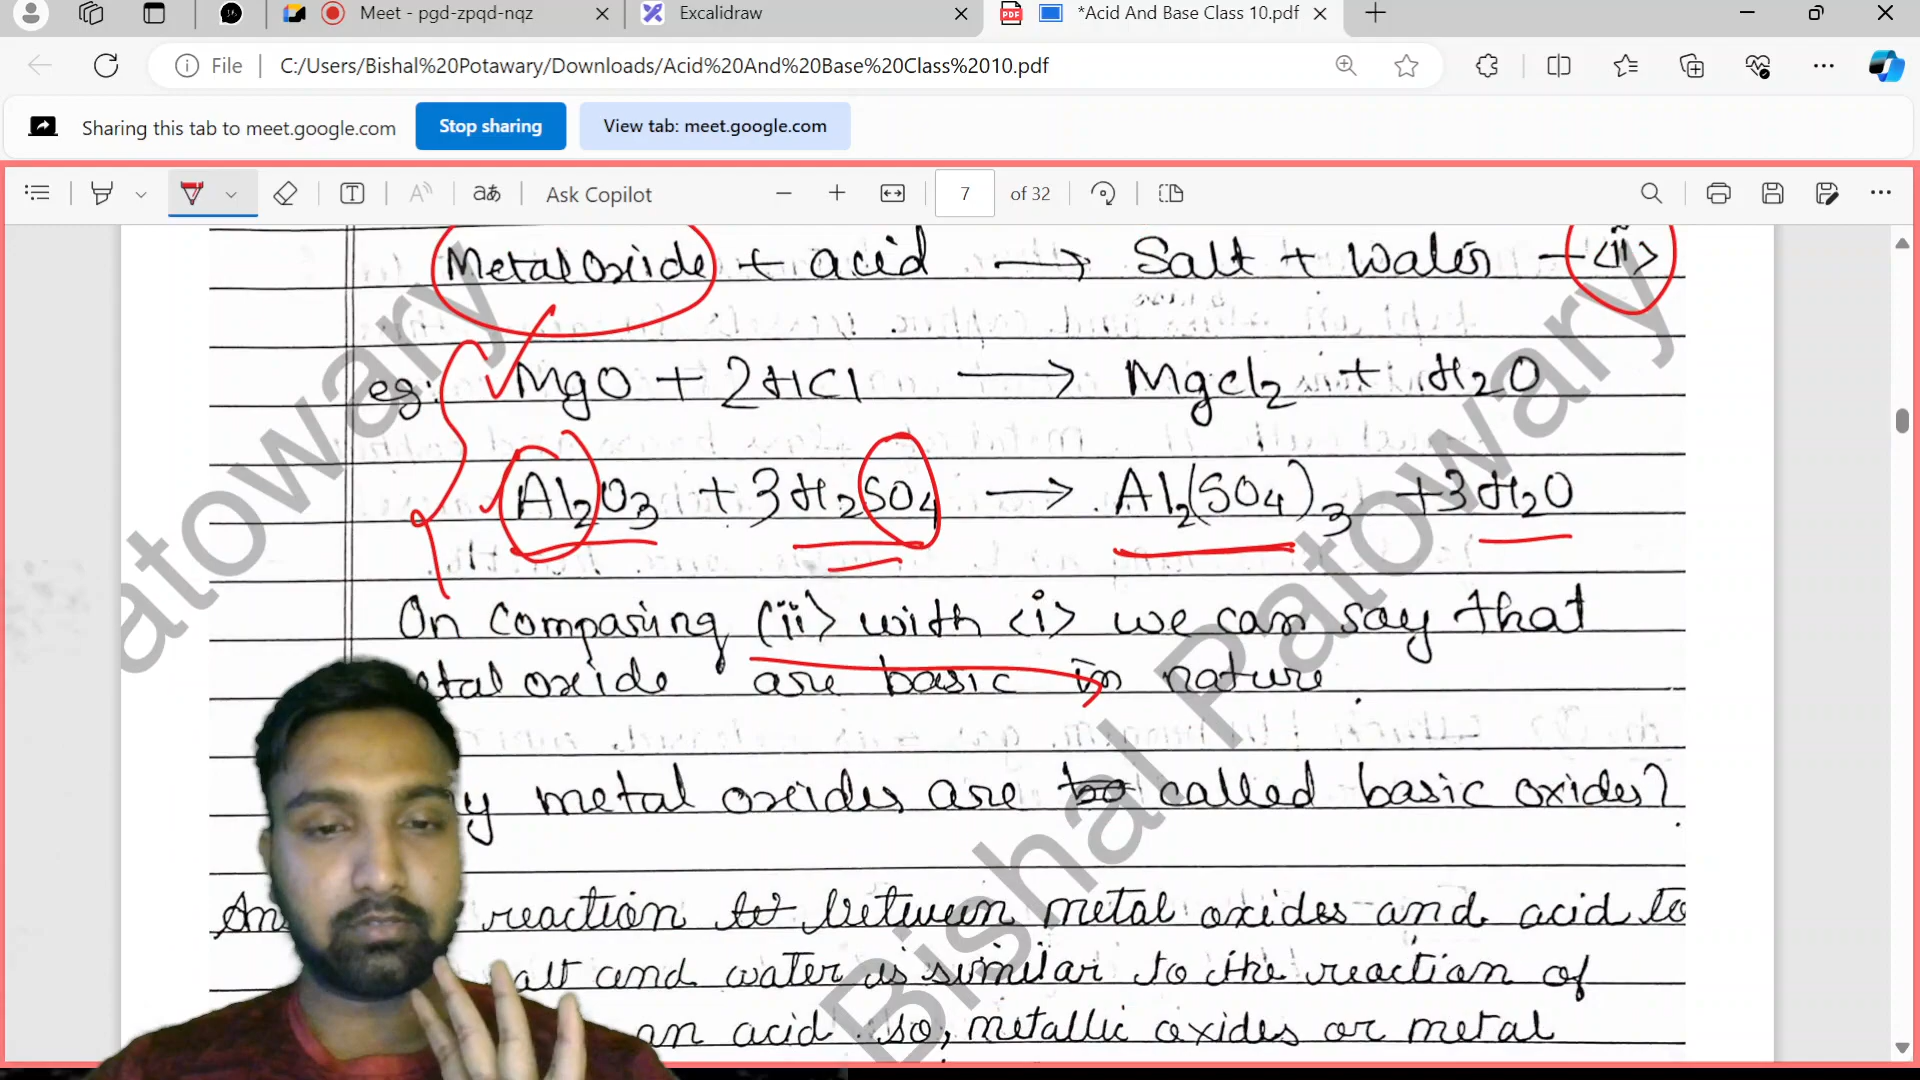 Meet - pgd-zpqd-nqz
Excalidraw
*Acid And Base Class 10.pdf
File
C:/Users/Bishal%20Potawary/Downloads/Acid%20And%20Base%20Class%2010.pdf
Sharing this tab to meet.google.com
Stop sharing
View tab: meet.google.com
Ask Copilot
7 of 32
Metal Oxide + acid → Salt + Water - <ii>
eg: MgO + 2HCl → Mgcl2 + H2O
Al2O3 + 3H2SO4 → Al2(SO4)3 + 3H2O
On Comparing (ii> with <i> we can say that
etal oxide are basic in nature
y metal oxides are to called basic oxides?
An reaction between metal oxides and acid to
alt and water is similar to the reaction of
an acid. so, metallic oxides or metal
atowary
Bishal Patowary